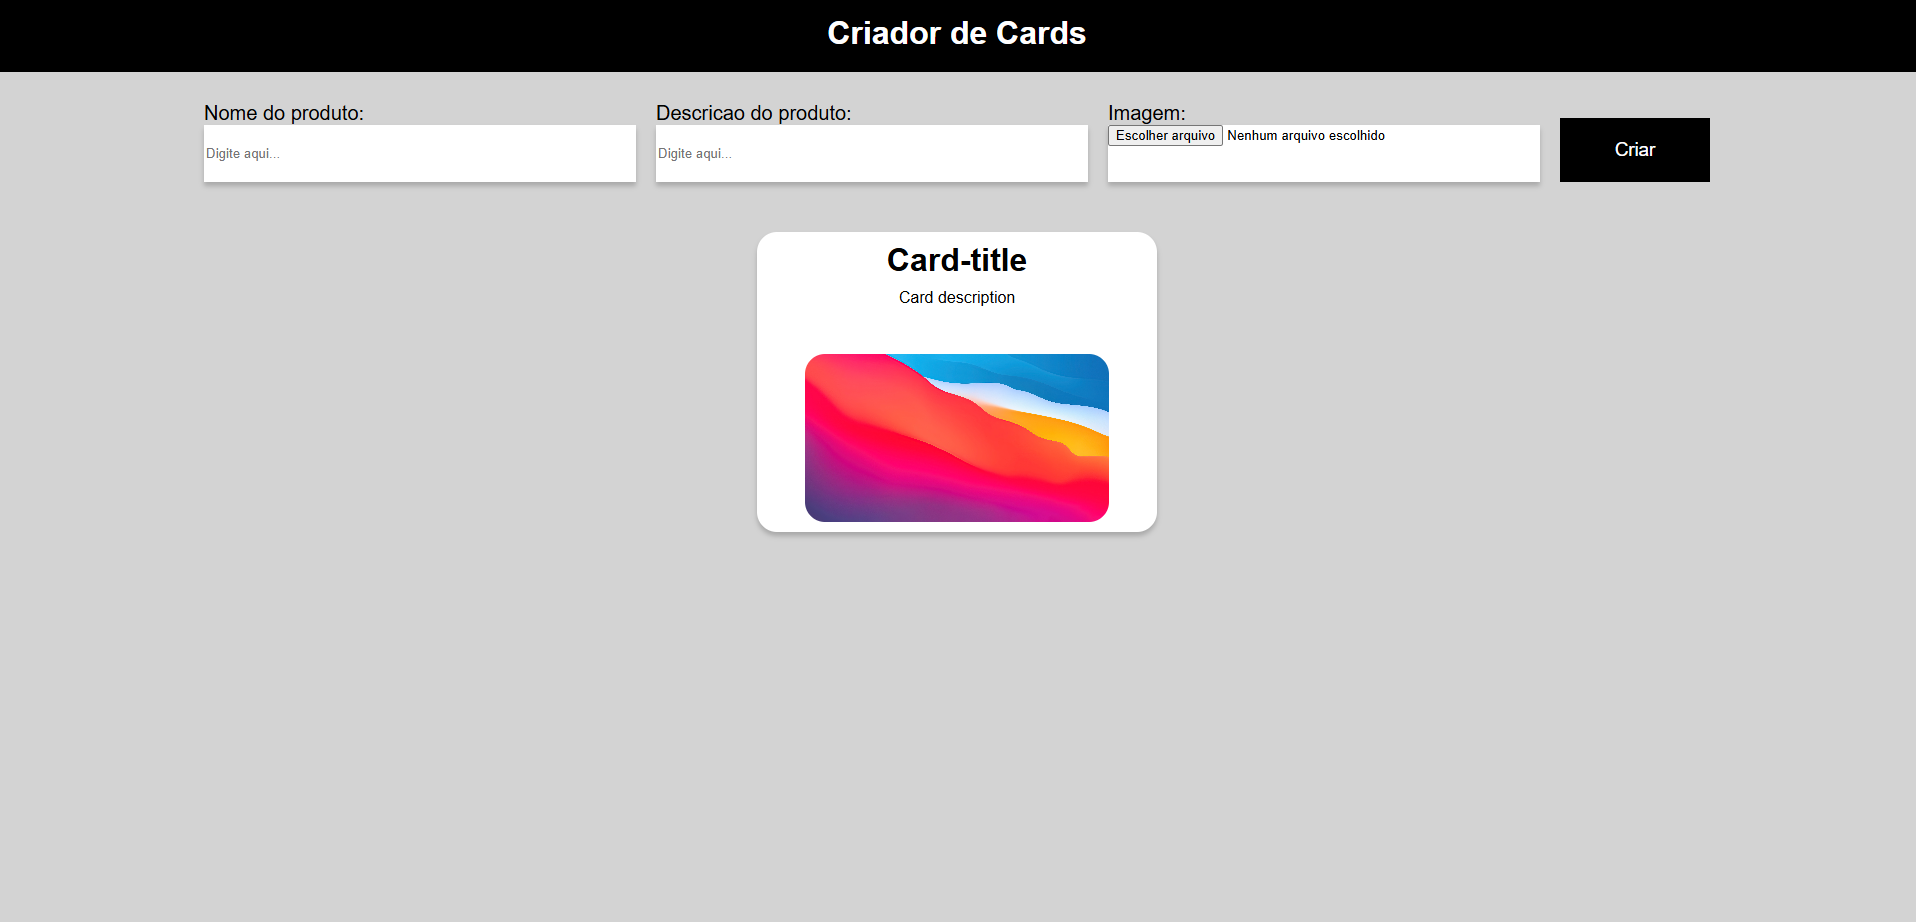 Criador de Cards
Nome do produto:
Digite aqui...
Descricao do produto:
Digite aqui...
Imagem:
Escolher arquivo Nenhum arquivo escolhido
Criar
Card-title
Card description